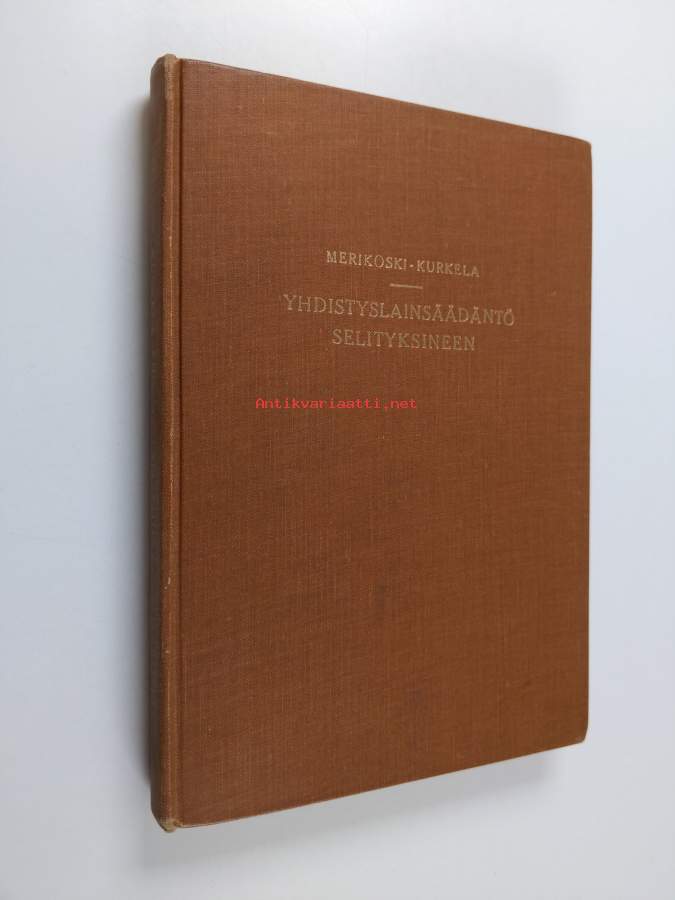 MERIKOSKI - KURKELA
YHDISTYSLAINSÄÄDÄNTÖ
SELITYKSINEEN
Antikvariaatti.net